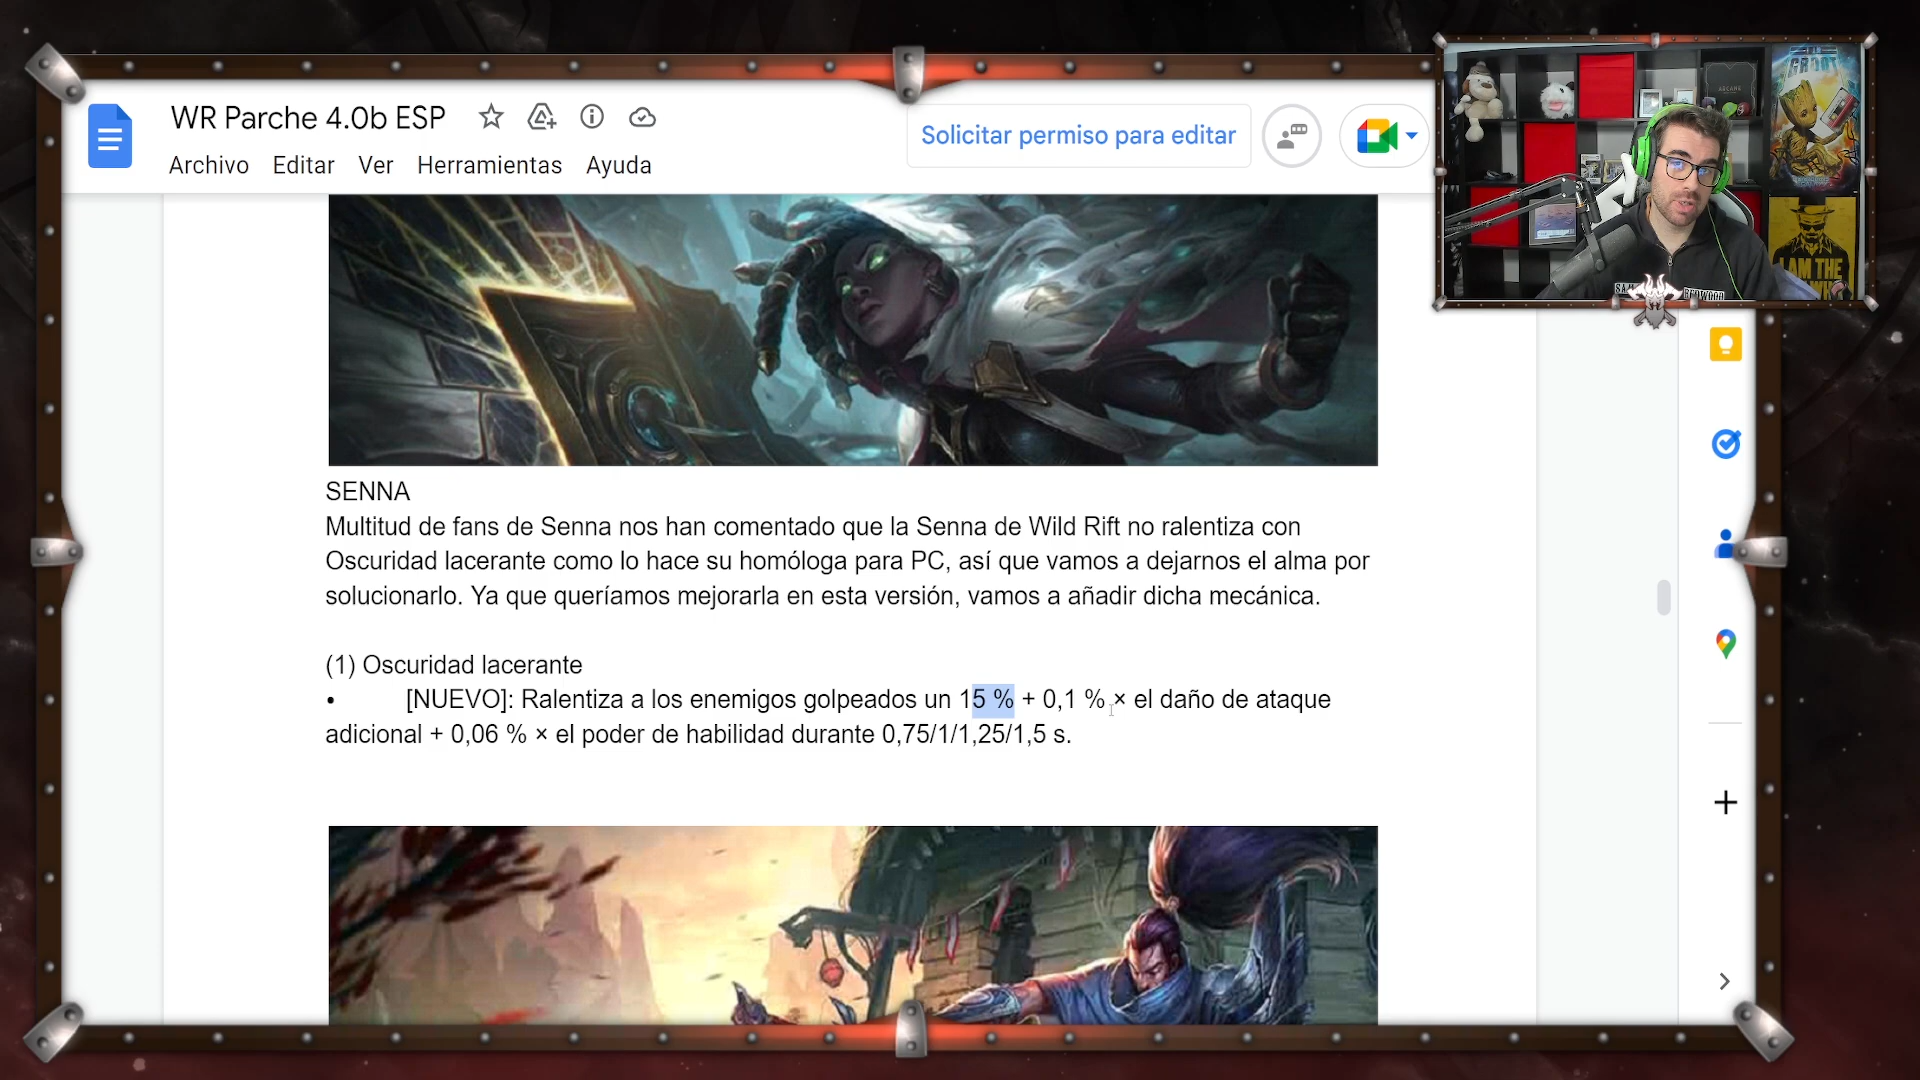 WR Parche 4.0b ESP
Solicitar permiso para editar
Archivo Editar Ver Herramientas Ayuda
GROOT
ARCANE
I AM THE
SENNA
Multitud de fans de Senna nos han comentado que la Senna de Wild Rift no ralentiza con
Oscuridad lacerante como lo hace su homóloga para PC, así que vamos a dejarnos el alma por
solucionarlo. Ya que queríamos mejorarla en esta versión, vamos a añadir dicha mecánica.
(1) Oscuridad lacerante
• [NUEVO]: Ralentiza a los enemigos golpeados un 15 % + 0,1 % × el daño de ataque
adicional + 0,06 % × el poder de habilidad durante 0,75/1/1,25/1,5 s.